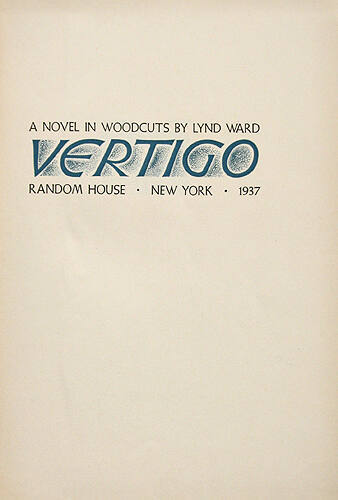 A NOVEL IN WOODCUTS BY LYND WARD
VERTIGO
RANDOM HOUSE · NEW YORK · 1937